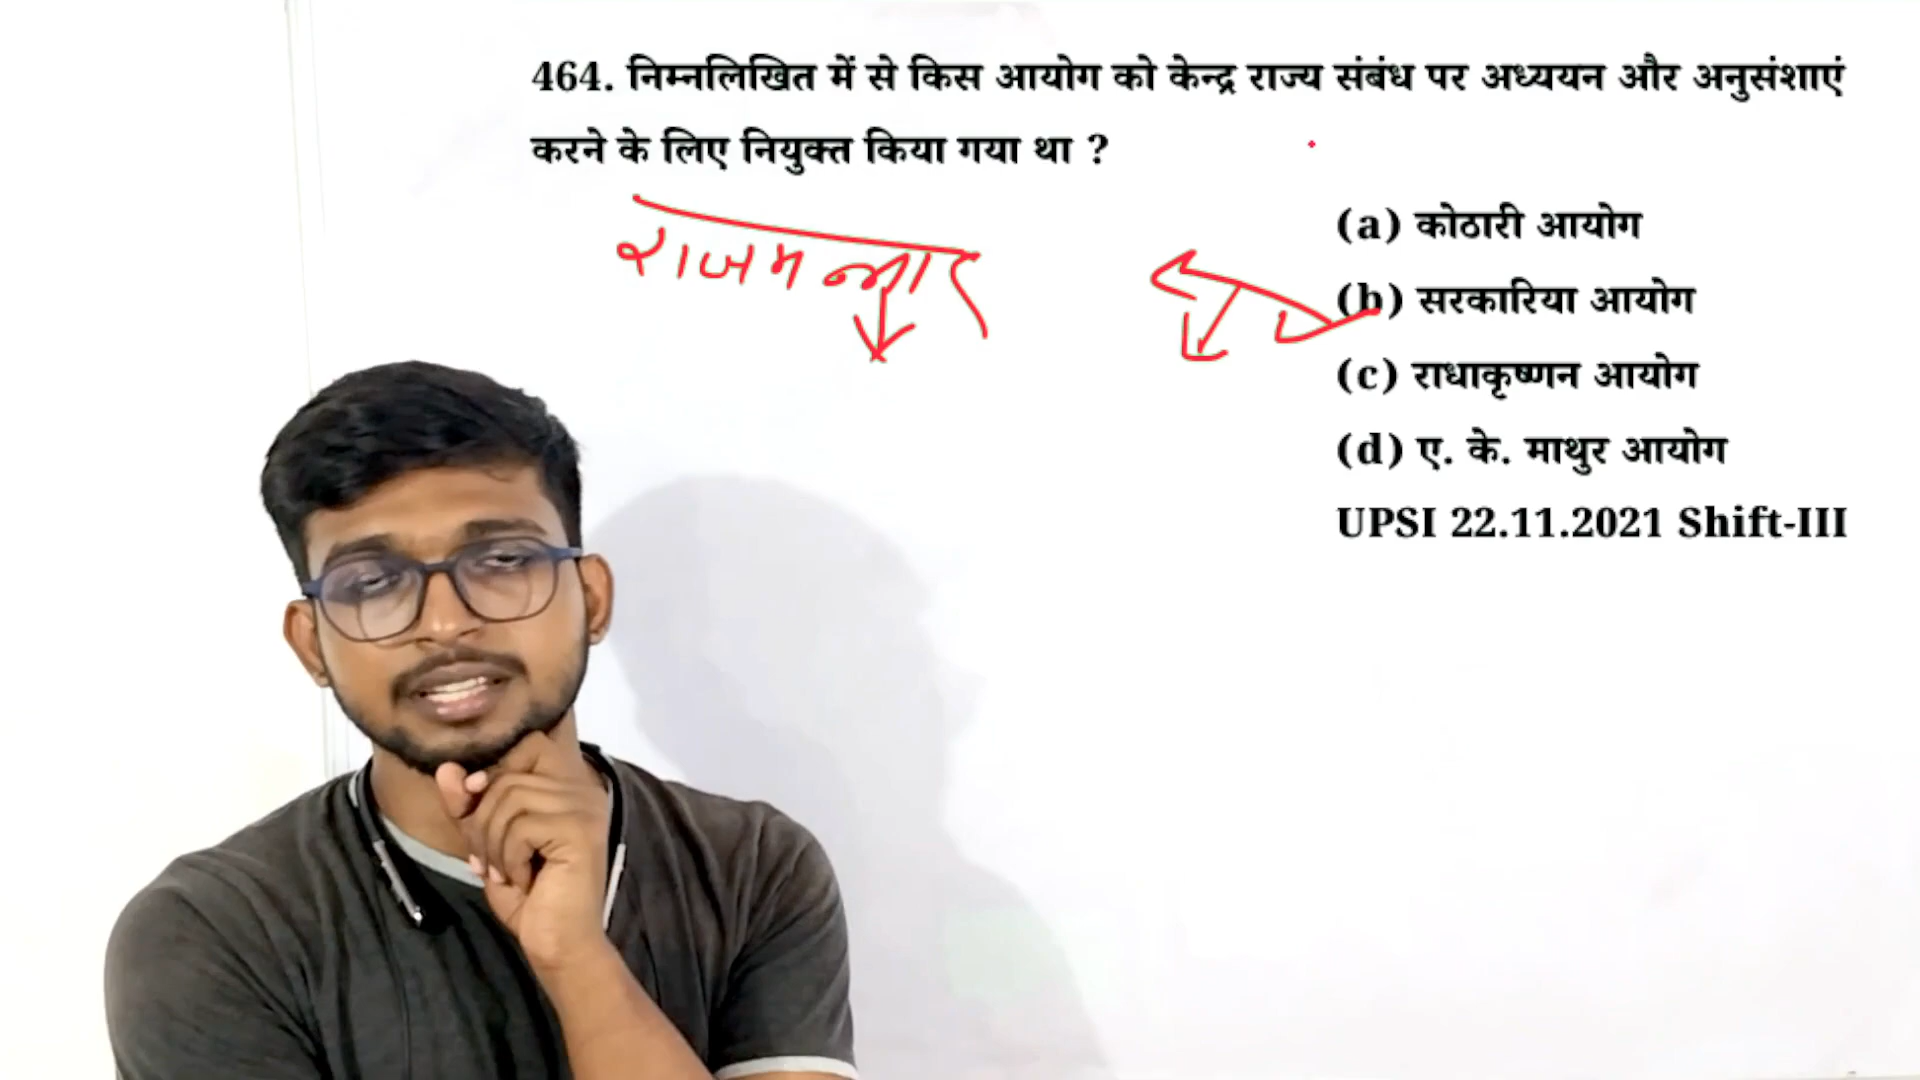 464. निम्नलिखित में से किस आयोग को केन्द्र राज्य संबंध पर अध्ययन और अनुसंशाएं
करने के लिए नियुक्त किया गया था ?
राजमन्नार
(a) कोठारी आयोग
(b) सरकारिया आयोग
(c) राधाकृष्णन आयोग
(d) ए. के. माथुर आयोग
UPSI 22.11.2021 Shift-III